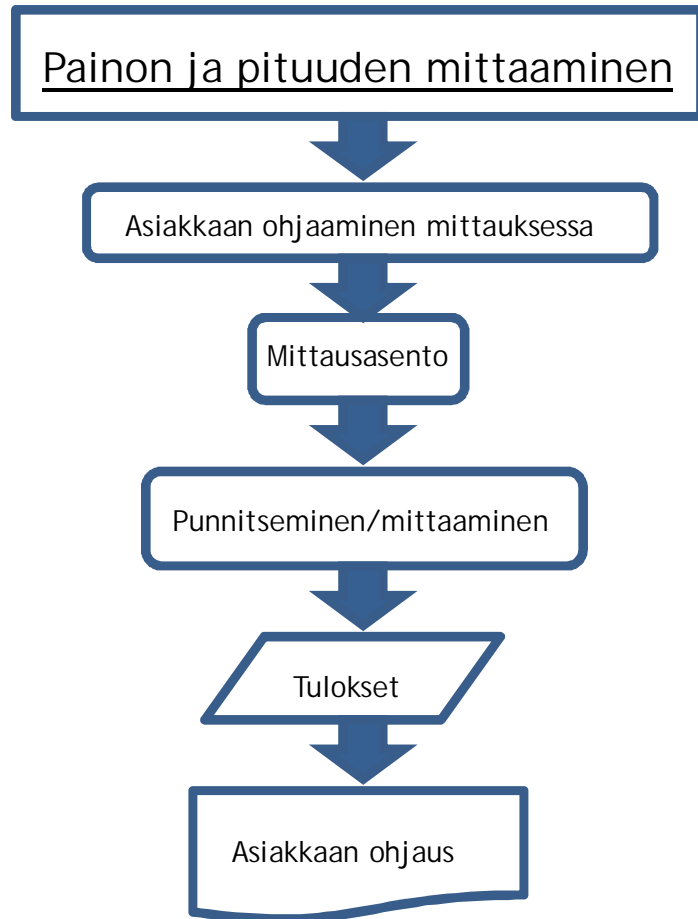 Painon ja pituuden mittaaminen
Asiakkaan ohjaaminen mittauksessa
Mittausasento
Punnitseminen/mittaaminen
Tulokset
Asiakkaan ohjaus